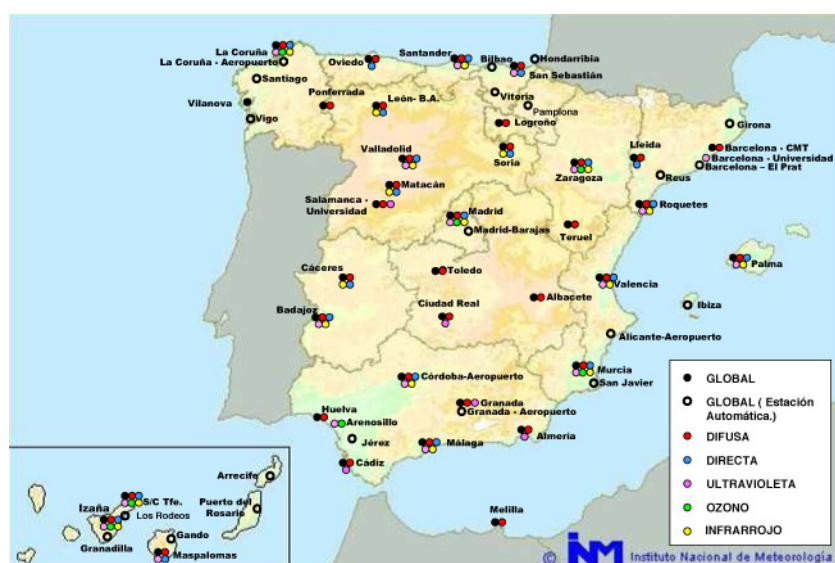 La Coruña
La Coruña - Aeropuerto
Santiago
Vilanova
Vigo
Oviedo
Ponferrada
León- B.A.
Santander
Bilbao
Hondarribia
San Sebastián
Vitoria
Pamplona
Logroño
Girona
Barcelona - CMT
Barcelona - Universidad
Barcelona – El Prat
Lleida
Reus
Valladolid
Soria
Zaragoza
Matacán
Salamanca -
Universidad
Roquetes
Madrid
Madrid-Barajas
Teruel
Palma
Cáceres
Toledo
Valencia
Ibiza
Badajoz
Ciudad Real
Albacete
Alicante-Aeropuerto
Córdoba-Aeropuerto
Murcia
San Javier
Huelva
Arenosillo
Granada
Granada - Aeropuerto
Jérez
Cádiz
Málaga
Almería
Melilla
Arrecife
S/C Tfe.
Izaña
Los Rodeos
Puerto del
Rosario
Granadilla
Gando
Maspalomas
GLOBAL
GLOBAL ( Estación
Automática.)
DIFUSA
DIRECTA
ULTRAVIOLETA
OZONO
INFRARROJO
© INM Instituto Nacional de Meteorología